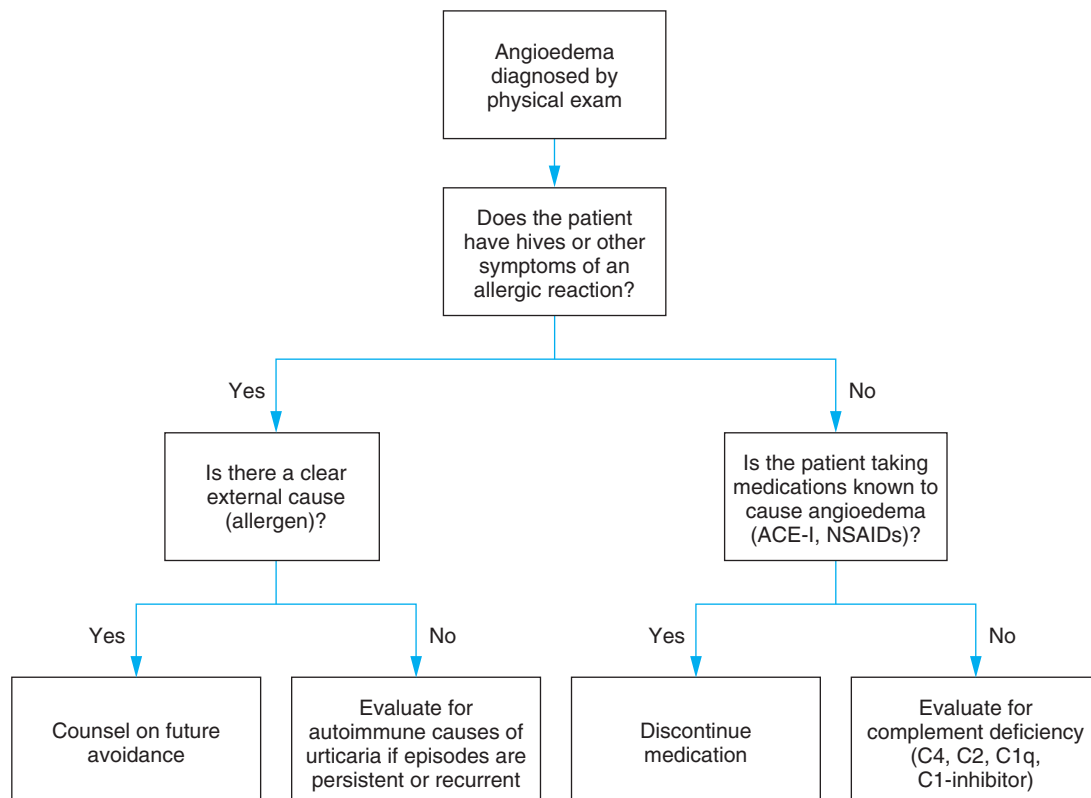 Angioedema
diagnosed by
physical exam
Does the patient
have hives or other
symptoms of an
allergic reaction?
Yes
No
Is there a clear
external cause
(allergen)?
Is the patient taking
medications known to
cause angioedema
(ACE-I, NSAIDs)?
Yes
No
Yes
No
Counsel on future
avoidance
Evaluate for
autoimmune causes of
urticaria if episodes are
persistent or recurrent
Discontinue
medication
Evaluate for
complement deficiency
(C4, C2, C1q,
C1-inhibitor)